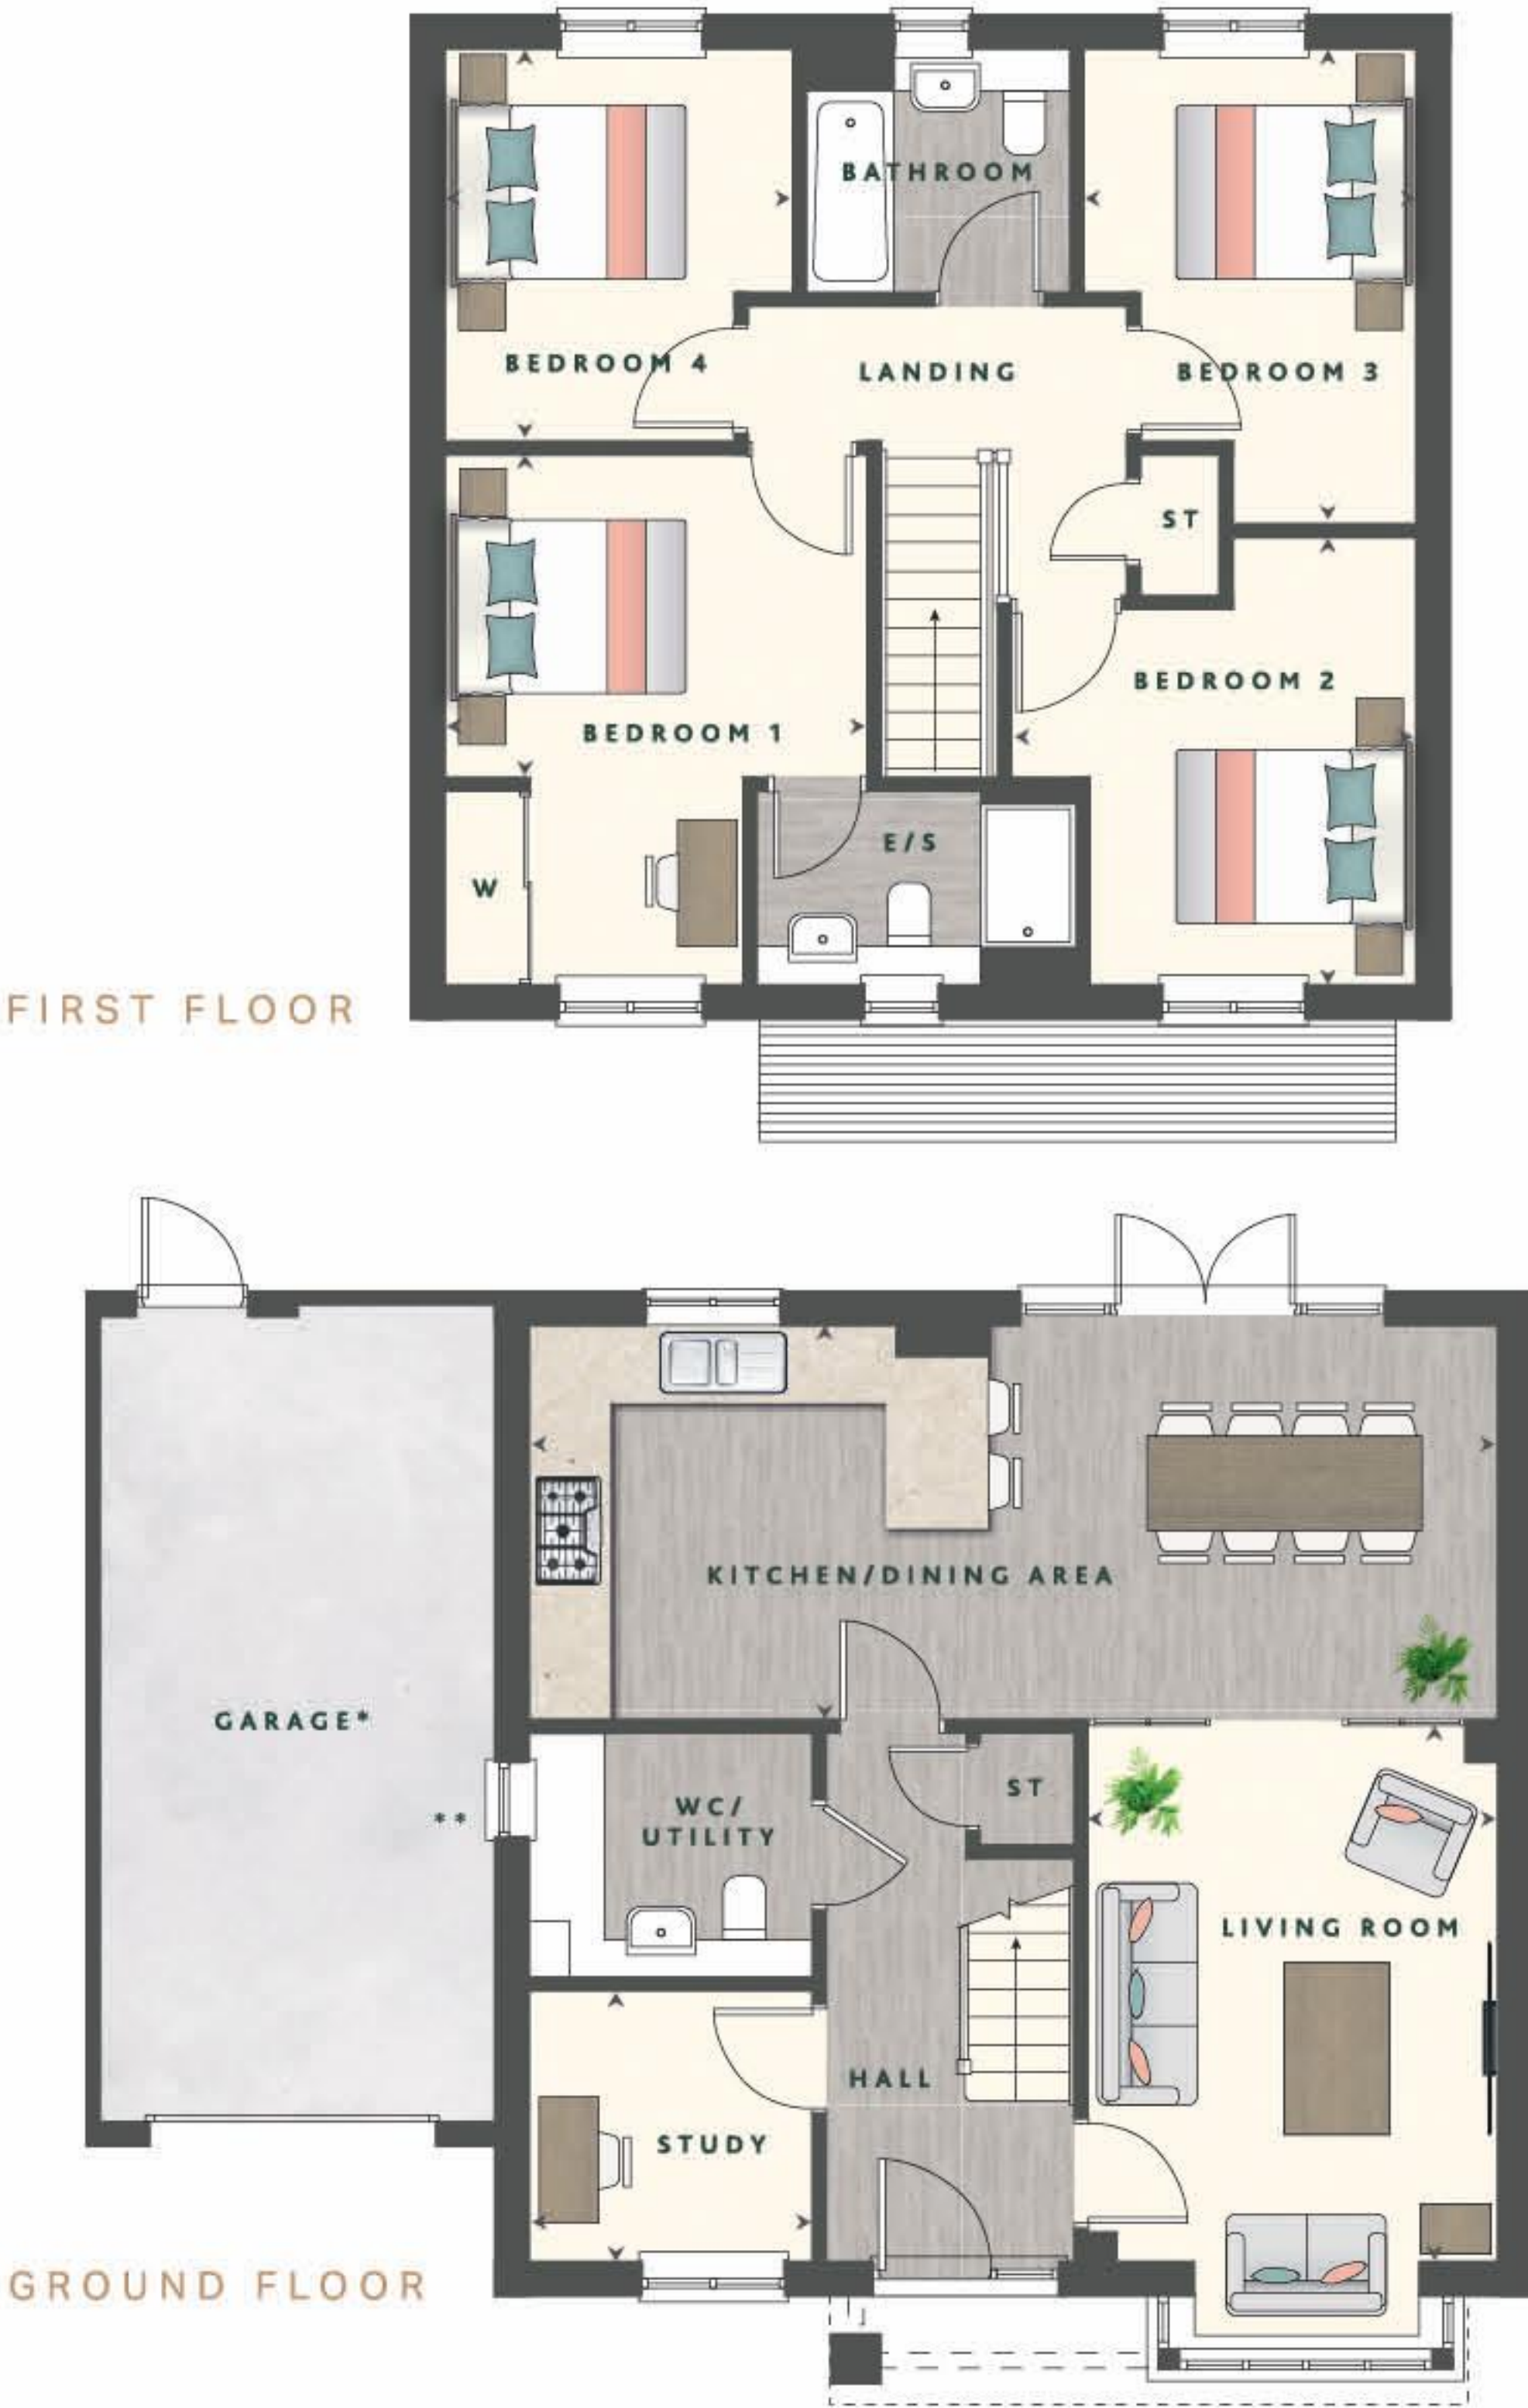 BATHROOM
BEDROOM 4
LANDING
BEDROOM 3
ST
BEDROOM 2
BEDROOM 1
E/S
W
FIRST FLOOR
KITCHEN/DINING AREA
GARAGE*
ST
WC/
UTILITY
**
LIVING ROOM
HALL
STUDY
GROUND FLOOR